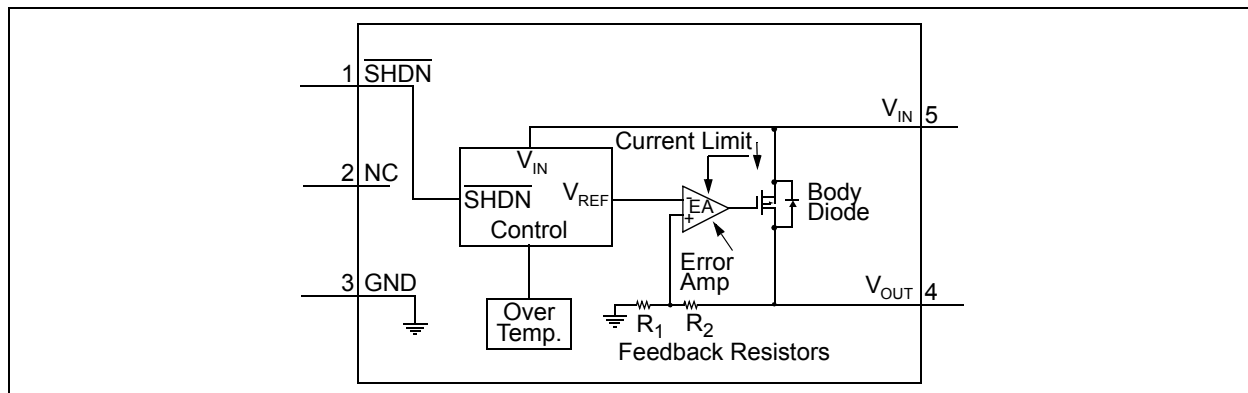 1 SHDN
2 NC
3 GND
V_IN
SHDN
V_REF
Control
Over
Temp.
Current Limit
-
EA
+
Error
Amp
Body
Diode
V_IN 5
V_OUT 4
R_1 R_2
Feedback Resistors